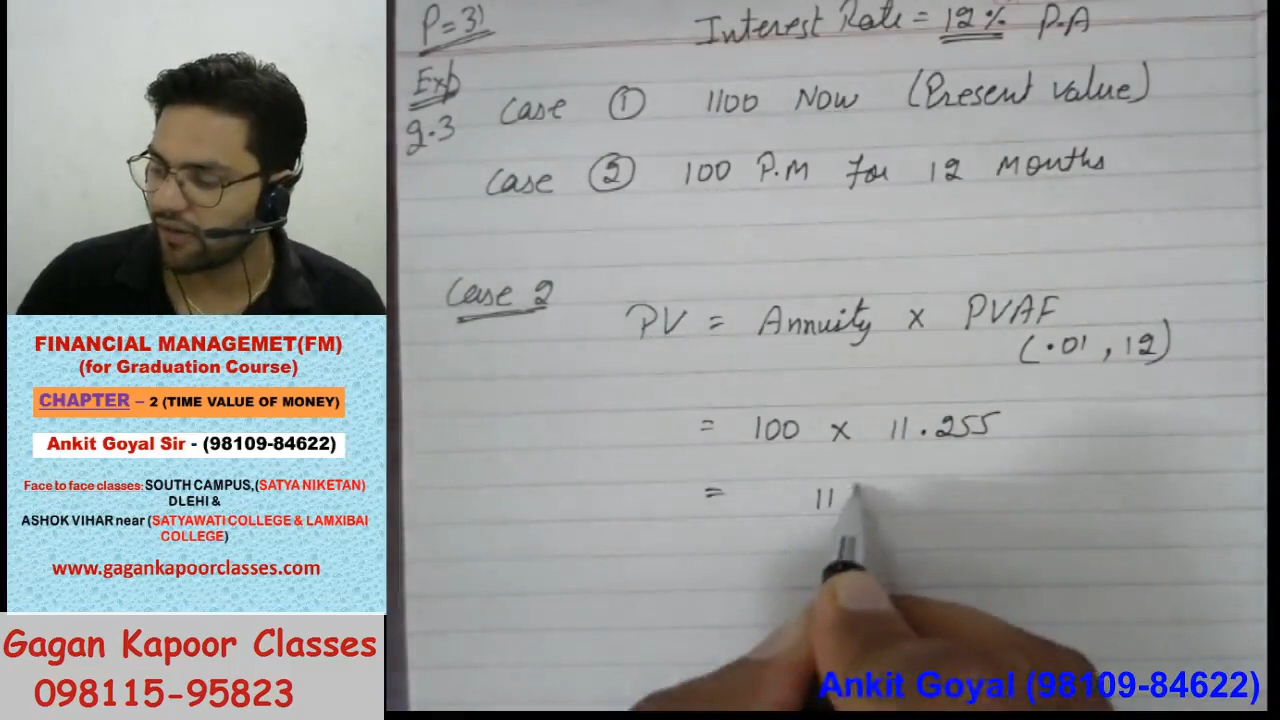 P=31
Interest Rate = 12% P.A
Exp
2.3
Case ① 1100 Now (Present value)
Case ② 100 P.M for 12 Months
Case 2
PV = Annuity x PVAF
(.01, 12)
= 100 x 11.255
= 11
FINANCIAL MANAGEMET(FM)
(for Graduation Course)
CHAPTER – 2 (TIME VALUE OF MONEY)
Ankit Goyal Sir - (98109-84622)
Face to face classes: SOUTH CAMPUS,(SATYA NIKETAN)
DLEHI &
ASHOK VIHAR near (SATYAWATI COLLEGE & LAMXIBAI
COLLEGE)
www.gagankapoorclasses.com
Gagan Kapoor Classes
098115-95823
Ankit Goyal (98109-84622)